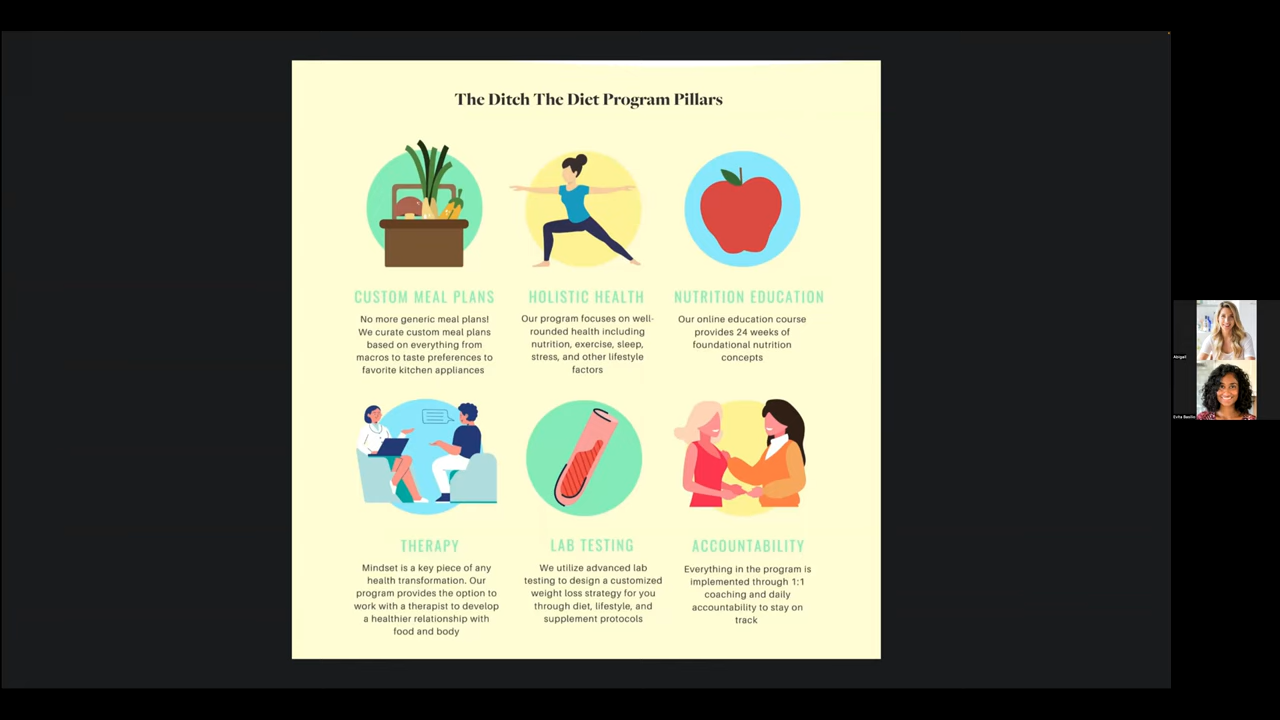 The Ditch The Diet Program Pillars
CUSTOM MEAL PLANS
No more generic meal plans!
We curate custom meal plans
based on everything from
macros to taste preferences to
favorite kitchen appliances
HOLISTIC HEALTH
Our program focuses on well-
rounded health including
nutrition, exercise, sleep,
stress, and other lifestyle
factors
NUTRITION EDUCATION
Our online education course
provides 24 weeks of
foundational nutrition
concepts
THERAPY
Mindset is a key piece of any
health transformation. Our
program provides the option to
work with a therapist to develop
a healthier relationship with
food and body
LAB TESTING
We utilize advanced lab
testing to design a customized
weight loss strategy for you
through diet, lifestyle, and
supplement protocols
ACCOUNTABILITY
Everything in the program is
implemented through 1:1
coaching and daily
accountability to stay on
track
Abigail